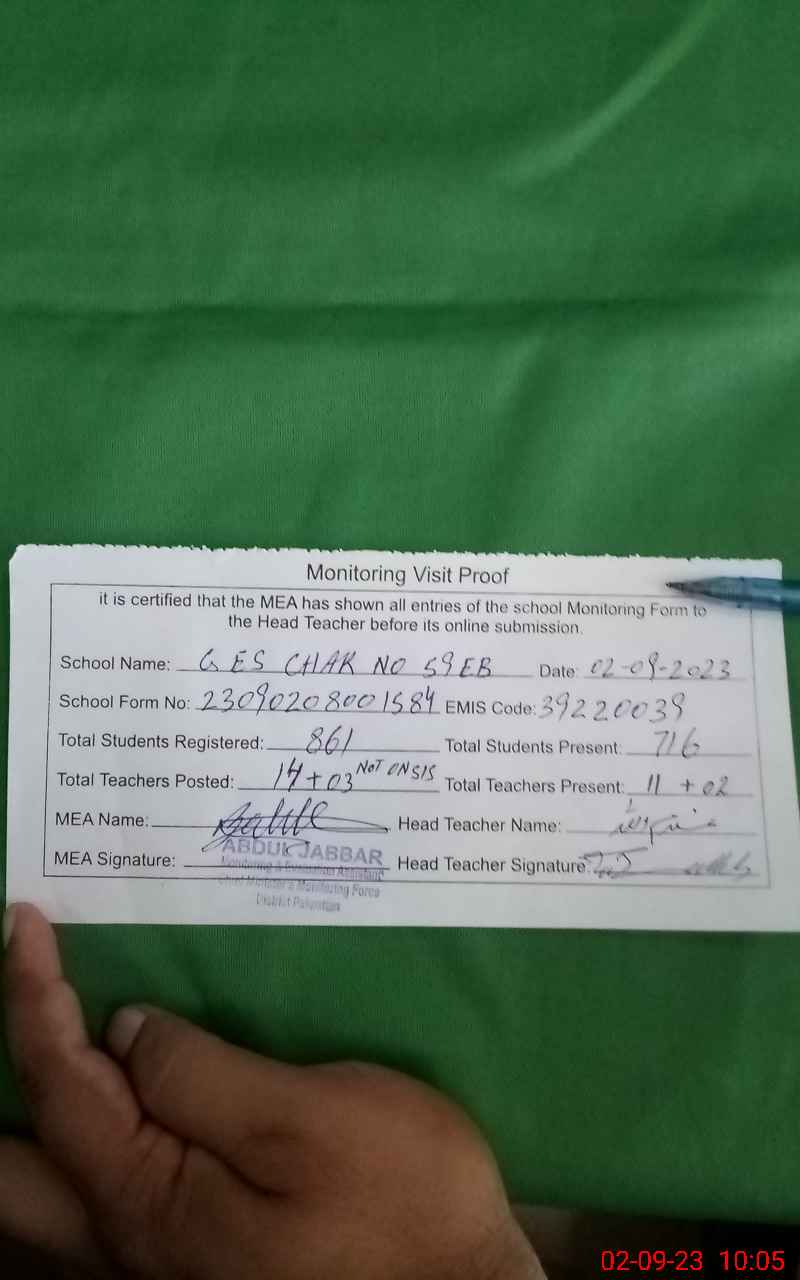 Monitoring Visit Proof
it is certified that the MEA has shown all entries of the school Monitoring Form to
the Head Teacher before its online submission.
School Name: GES CHAK NO 59EB Date: 02-09-2023
School Form No: 23090208001584 EMIS Code: 39220039
Total Students Registered: 861 Total Students Present: 716
Total Teachers Posted: 14+03 NOT ON SIS Total Teachers Present: 11 + 02
MEA Name: Head Teacher Name:
ABDUL JABBAR
MEA Signature: Head Teacher Signature:
Monitoring & Evaluation Assistant
Chief Minister's Monitoring Force
District Pakpattan
02-09-23 10:05